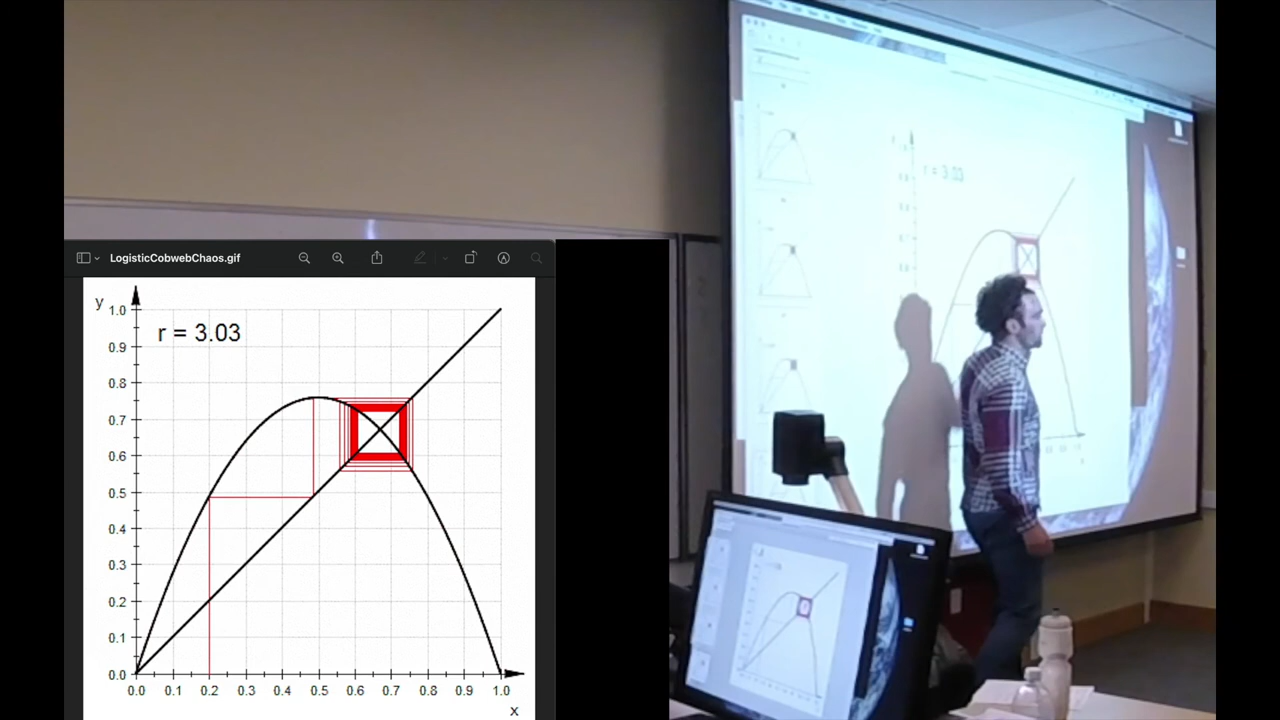 LogisticCobwebChaos.gif
y
r = 3.03
1.0
0.9
0.8
0.7
0.6
0.5
0.4
0.3
0.2
0.1
0.0
0.0 0.1 0.2 0.3 0.4 0.5 0.6 0.7 0.8 0.9 1.0
x
r = 3.03